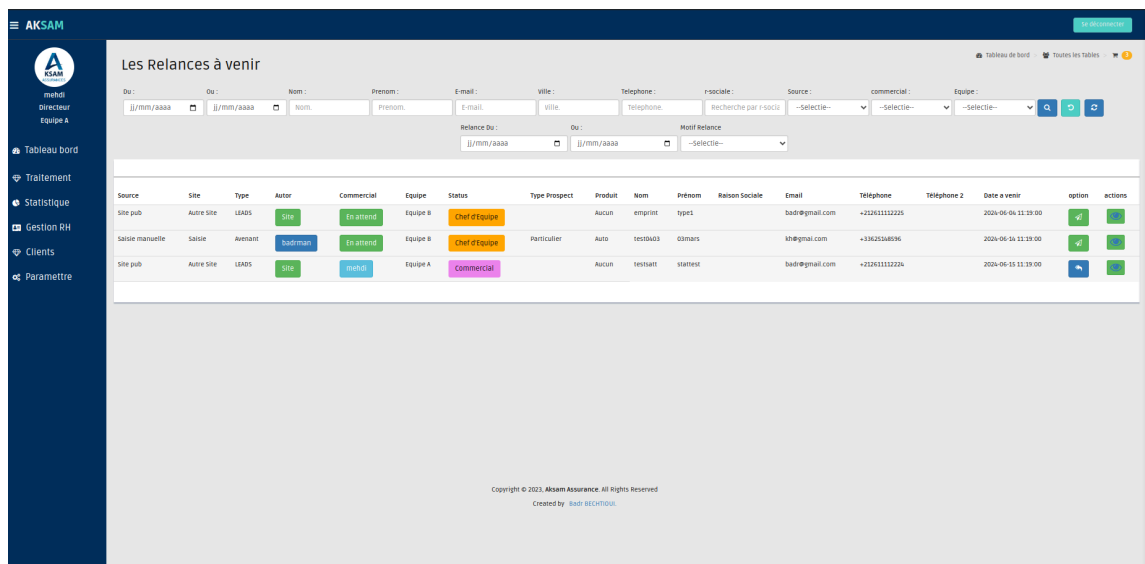 AKSAM
Se déconnecter
KSAM
ASSURANCE
mehdi
Directeur
Equipe A
Tableau bord
Traitement
Statistique
Gestion RH
Clients
Paramettre
Les Relances à venir
Tableau de bord
Toutes les Tables
3
Du :
Ou :
Nom :
Prenom :
E-mail :
Ville :
Telephone :
r-sociale :
Source :
commercial :
Equipe :
jj/mm/aaaa
jj/mm/aaaa
Nom.
Prenom.
E-mail.
Ville.
Telephone.
Recherche par r-socia
--Selectie--
--Selectie--
--Selectie--
Relance Du :
Ou :
Motif Relance
jj/mm/aaaa
jj/mm/aaaa
--Selectie--
Source Site Type Autor Commercial Equipe Status Type Prospect Produit Nom Prénom Raison Sociale Email Téléphone Téléphone 2 Date a venir option actions
Site pub Autre Site LEADS Site En attend Equipe B Chef d'Equipe Aucun emprint type1 badr@gmail.com +212611112225 2024-06-04 11:19:00
Saisie manuelle Saisie Avenant badrman En attend Equipe B Chef d'Equipe Particulier Auto test0403 03mars kh@gmai.com +33625148596 2024-06-14 11:19:00
Site pub Autre Site LEADS Site mehdi Equipe A Commercial Aucun testsatt stattest badr@gmail.com +212611112224 2024-06-15 11:19:00
Copyright © 2023, Aksam Assurance. All Rights Reserved
Created by Badr BECHTIOUI.